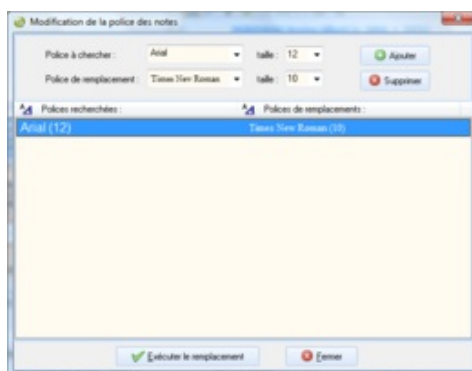 Modification de la police des notes
Police à chercher : Arial taille : 12 Ajouter
Police de remplacement : Times New Roman taille : 10 Supprimer
Polices recherchées : Polices de remplacements :
Arial (12) Times New Roman (10)
Exécuter le remplacement Fermer